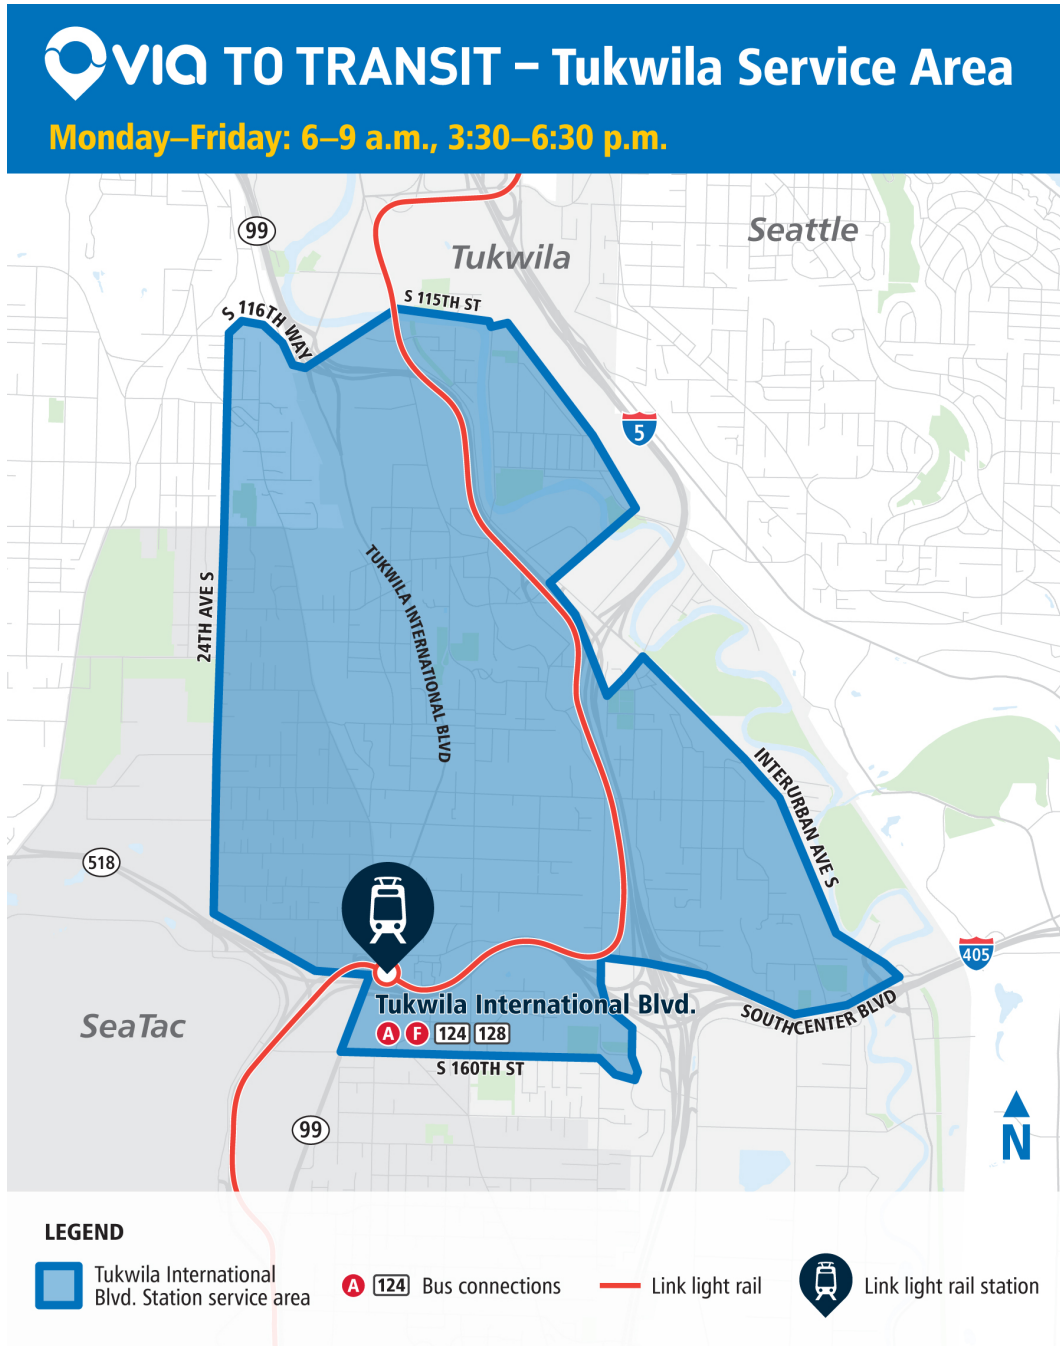 via TO TRANSIT – Tukwila Service Area
Monday–Friday: 6–9 a.m., 3:30–6:30 p.m.
99
Tukwila
Seattle
S 116TH WAY
S 115TH ST
5
24TH AVE S
TUKWILA INTERNATIONAL BLVD
INTERURBAN AVE S
518
405
SeaTac
Tukwila International Blvd.
A F 124 128
SOUTHCENTER BLVD
S 160TH ST
99
N
LEGEND
Tukwila International
Blvd. Station service area
A 124 Bus connections
Link light rail
Link light rail station